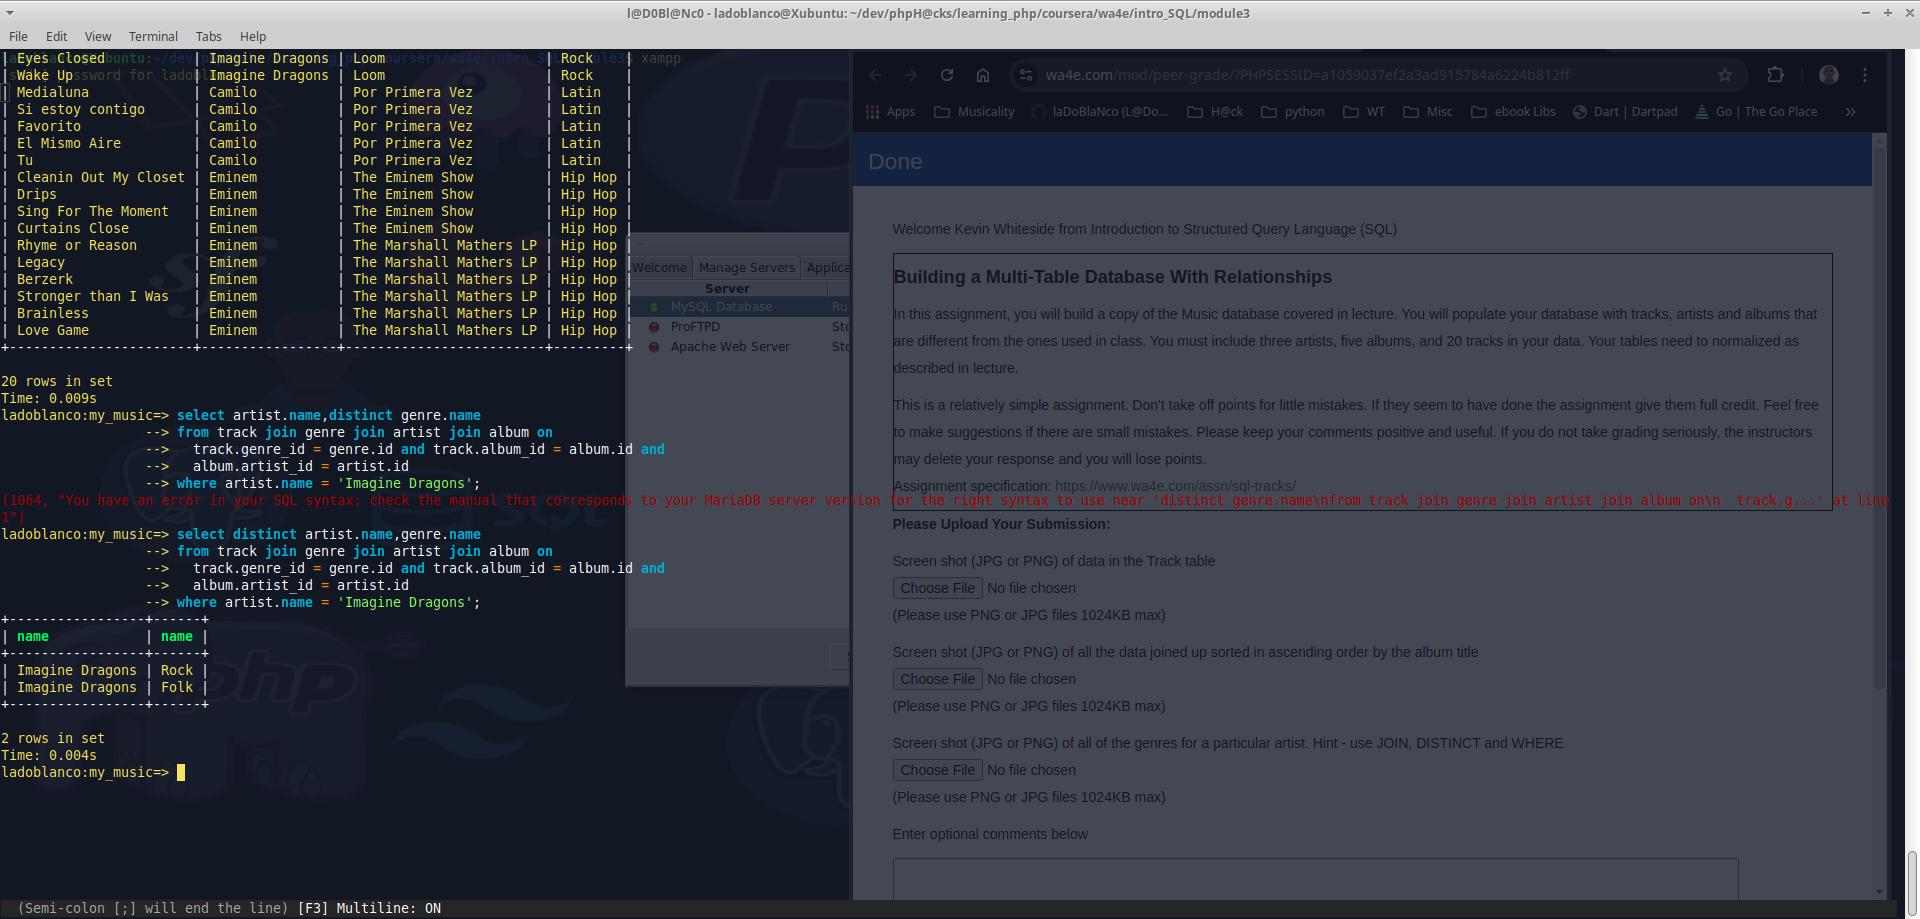 l@D0Bl@Nc0 - ladoblanco@Xubuntu: ~/dev/phpH@cks/learning_php/coursera/wa4e/intro_SQL/module3
File Edit View Terminal Tabs Help
| Eyes Closed | Imagine Dragons | Loom | Rock |
| Wake Up | Imagine Dragons | Loom | Rock |
| Medialuna | Camilo | Por Primera Vez | Latin |
| Si estoy contigo | Camilo | Por Primera Vez | Latin |
| Favorito | Camilo | Por Primera Vez | Latin |
| El Mismo Aire | Camilo | Por Primera Vez | Latin |
| Tu | Camilo | Por Primera Vez | Latin |
| Cleanin Out My Closet | Eminem | The Eminem Show | Hip Hop |
| Drips | Eminem | The Eminem Show | Hip Hop |
| Sing For The Moment | Eminem | The Eminem Show | Hip Hop |
| Curtains Close | Eminem | The Eminem Show | Hip Hop |
| Rhyme or Reason | Eminem | The Marshall Mathers LP | Hip Hop |
| Legacy | Eminem | The Marshall Mathers LP | Hip Hop |
| Berzerk | Eminem | The Marshall Mathers LP | Hip Hop |
| Stronger than I Was | Eminem | The Marshall Mathers LP | Hip Hop |
| Brainless | Eminem | The Marshall Mathers LP | Hip Hop |
| Love Game | Eminem | The Marshall Mathers LP | Hip Hop |
+-----------------------+-----------------+-------------------------+---------+
20 rows in set
Time: 0.009s
ladoblanco:my_music=> select artist.name,distinct genre.name
--> from track join genre join artist join album on
--> track.genre_id = genre.id and track.album_id = album.id and
--> album.artist_id = artist.id
--> where artist.name = 'Imagine Dragons';
(1064, "You have an error in your SQL syntax; check the manual that corresponds to your MariaDB server version for the right syntax to use near 'distinct genre.name\nfrom track join genre join artist join album on\n  track.g...' at line
1")
ladoblanco:my_music=> select distinct artist.name,genre.name
--> from track join genre join artist join album on
--> track.genre_id = genre.id and track.album_id = album.id and
--> album.artist_id = artist.id
--> where artist.name = 'Imagine Dragons';
+-----------------+------+
| name | name |
+-----------------+------+
| Imagine Dragons | Rock |
| Imagine Dragons | Folk |
+-----------------+------+
2 rows in set
Time: 0.004s
ladoblanco:my_music=>
(Semi-colon [;] will end the line) [F3] Multiline: ON
xampp
Welcome Manage Servers Applica
Server
MySQL Database Ru
ProFTPD Sto
Apache Web Server Sto
php
SQL
wa4e.com/mod/peer-grade/?PHPSESSID=a1059037ef2a3ad915784a6224b812ff
Apps Musicality laDoBlaNco (L@Do... H@ck python WT Misc ebook Libs Dart | Dartpad Go | The Go Place
Done
Welcome Kevin Whiteside from Introduction to Structured Query Language (SQL)
Building a Multi-Table Database With Relationships
In this assignment, you will build a copy of the Music database covered in lecture. You will populate your database with tracks, artists and albums that
are different from the ones used in class. You must include three artists, five albums, and 20 tracks in your data. Your tables need to normalized as
described in lecture.
This is a relatively simple assignment. Don't take off points for little mistakes. If they seem to have done the assignment give them full credit. Feel free
to make suggestions if there are small mistakes. Please keep your comments positive and useful. If you do not take grading seriously, the instructors
may delete your response and you will lose points.
Assignment specification: https://www.wa4e.com/assn/sql-tracks/
Please Upload Your Submission:
Screen shot (JPG or PNG) of data in the Track table
Choose File No file chosen
(Please use PNG or JPG files 1024KB max)
Screen shot (JPG or PNG) of all the data joined up sorted in ascending order by the album title
Choose File No file chosen
(Please use PNG or JPG files 1024KB max)
Screen shot (JPG or PNG) of all of the genres for a particular artist. Hint - use JOIN, DISTINCT and WHERE
Choose File No file chosen
(Please use PNG or JPG files 1024KB max)
Enter optional comments below